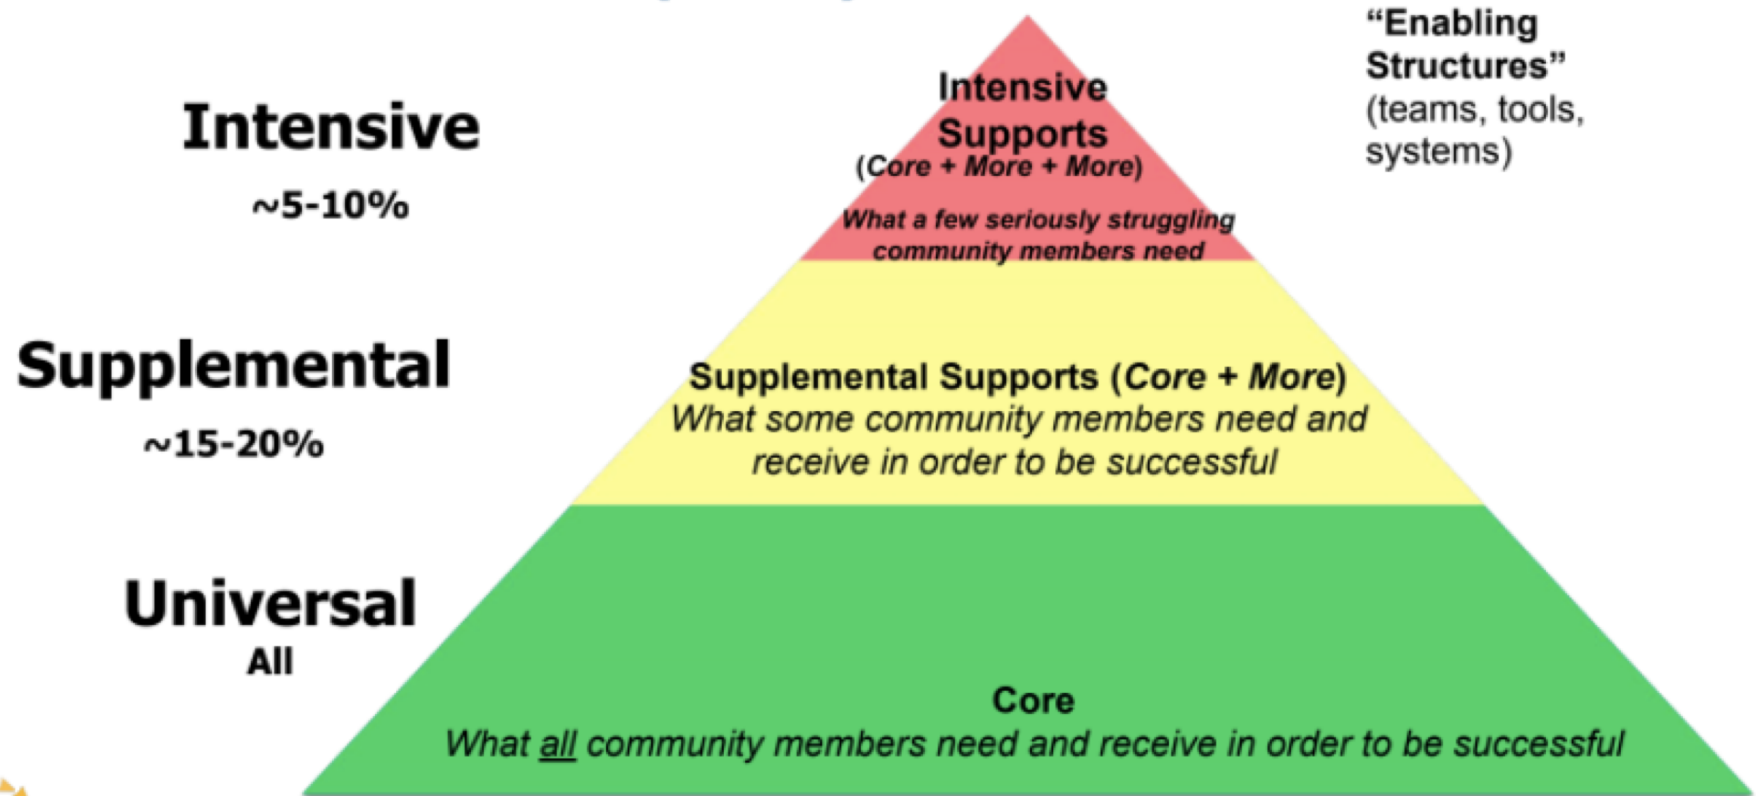 Intensive
~5-10%
Supplemental
~15-20%
Universal
All
Intensive
Supports
(Core + More + More)
What a few seriously struggling
community members need
Supplemental Supports (Core + More)
What some community members need and
receive in order to be successful
Core
What all community members need and receive in order to be successful
“Enabling
Structures”
(teams, tools,
systems)